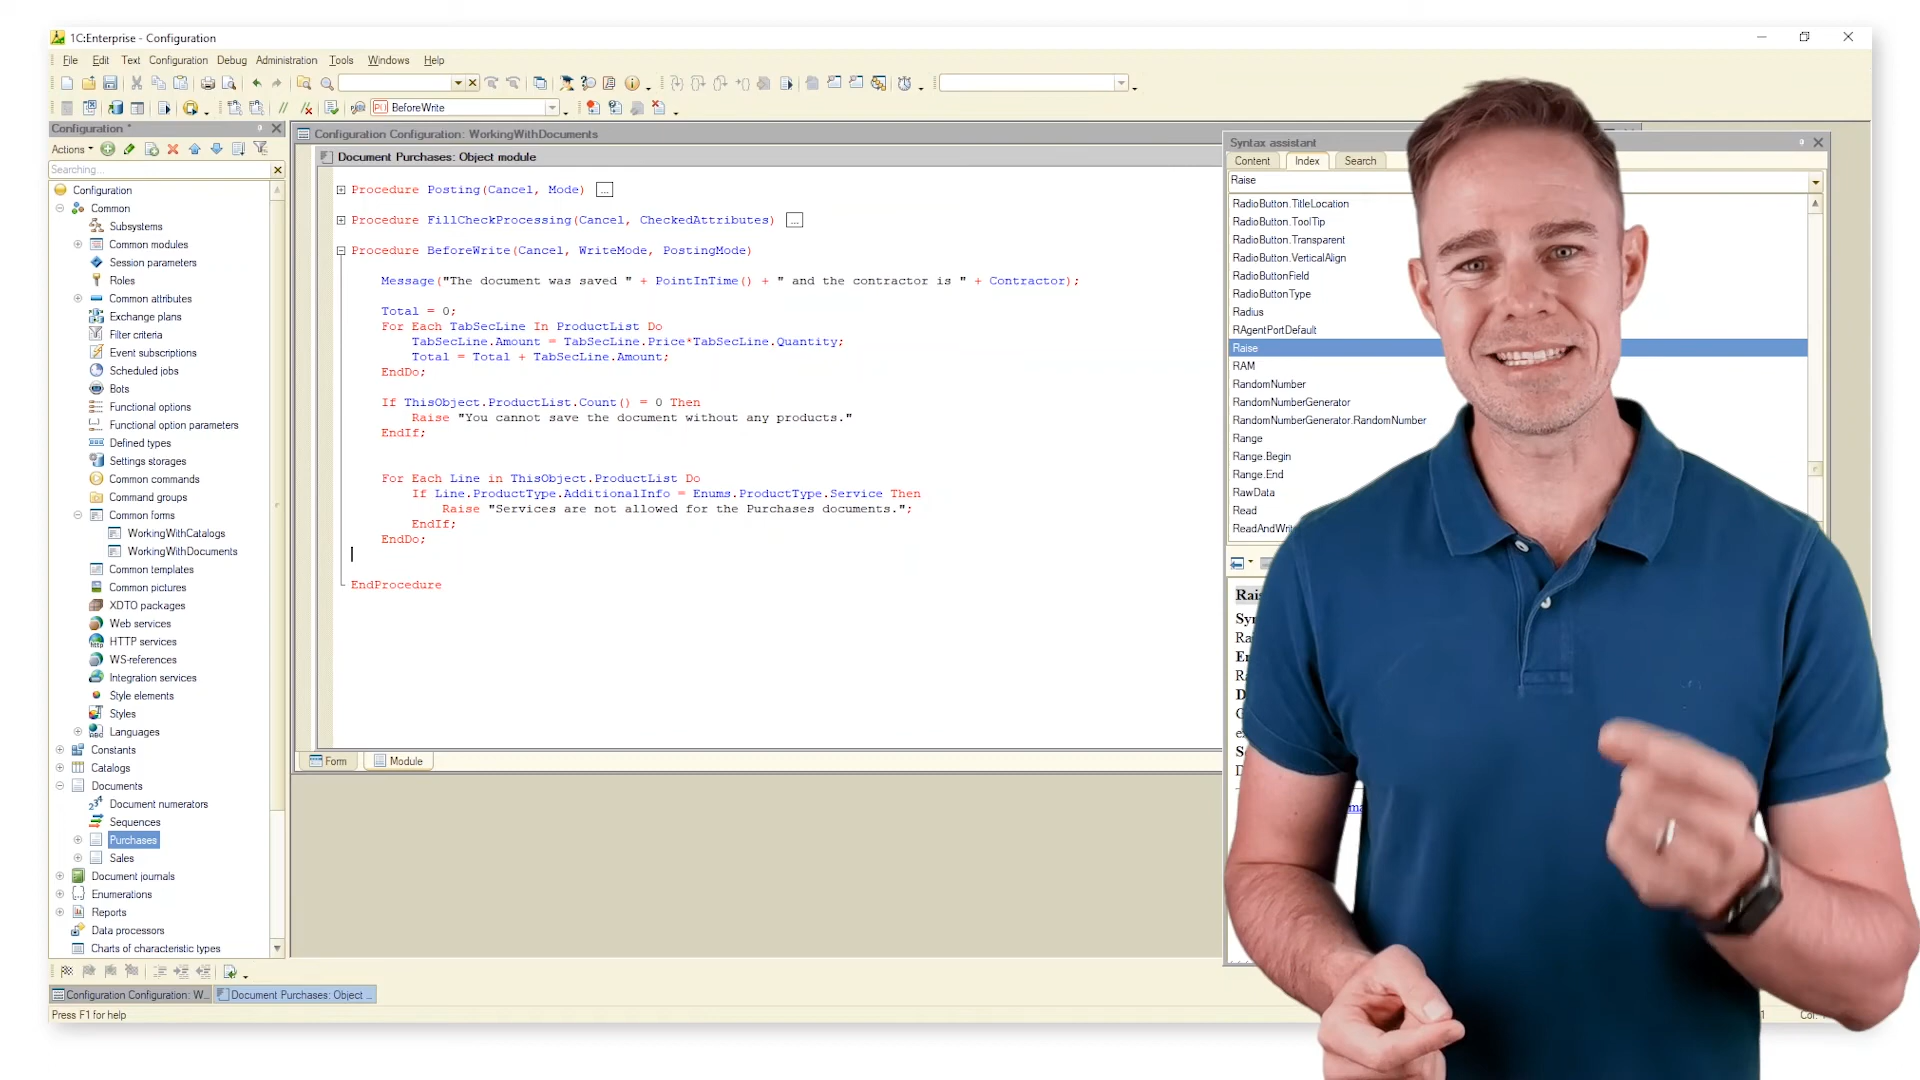 1C:Enterprise - Configuration
File Edit Text Configuration Debug Administration Tools Windows Help
BeforeWrite
Configuration *
Actions
Searching...
Configuration
Common
Subsystems
Common modules
Session parameters
Roles
Common attributes
Exchange plans
Filter criteria
Event subscriptions
Scheduled jobs
Bots
Functional options
Functional option parameters
Defined types
Settings storages
Common commands
Command groups
Common forms
WorkingWithCatalogs
WorkingWithDocuments
Common templates
Common pictures
XDTO packages
Web services
HTTP services
WS-references
Integration services
Style elements
Styles
Languages
Constants
Catalogs
Documents
Document numerators
Sequences
Purchases
Sales
Document journals
Enumerations
Reports
Data processors
Charts of characteristic types
Configuration Configuration: WorkingWithDocuments
Document Purchases: Object module
Procedure Posting(Cancel, Mode) ...
Procedure FillCheckProcessing(Cancel, CheckedAttributes) ...
Procedure BeforeWrite(Cancel, WriteMode, PostingMode)
Message("The document was saved " + PointInTime() + " and the contractor is " + Contractor);
Total = 0;
For Each TabSecLine In ProductList Do
TabSecLine.Amount = TabSecLine.Price*TabSecLine.Quantity;
Total = Total + TabSecLine.Amount;
EndDo;
If ThisObject.ProductList.Count() = 0 Then
Raise "You cannot save the document without any products."
EndIf;
For Each Line in ThisObject.ProductList Do
If Line.ProductType.AdditionalInfo = Enums.ProductType.Service Then
Raise "Services are not allowed for the Purchases documents.";
EndIf;
EndDo;
EndProcedure
Form Module
Syntax assistant
Content Index Search
Raise
RadioButton.TitleLocation
RadioButton.ToolTip
RadioButton.Transparent
RadioButton.VerticalAlign
RadioButtonField
RadioButtonType
Radius
RAgentPortDefault
Raise
RAM
RandomNumber
RandomNumberGenerator
RandomNumberGenerator.RandomNumber
Range
Range.Begin
Range.End
RawData
Read
Configuration Configuration: W...
Document Purchases: Object ...
Press F1 for help